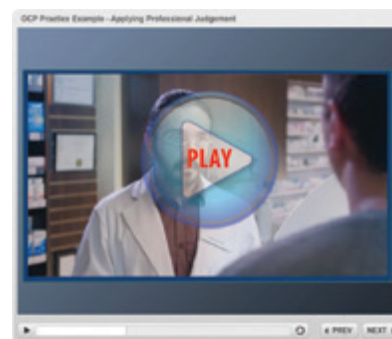 OCP Practice Example - Applying Professional Judgement
PLAY
PREV NEXT